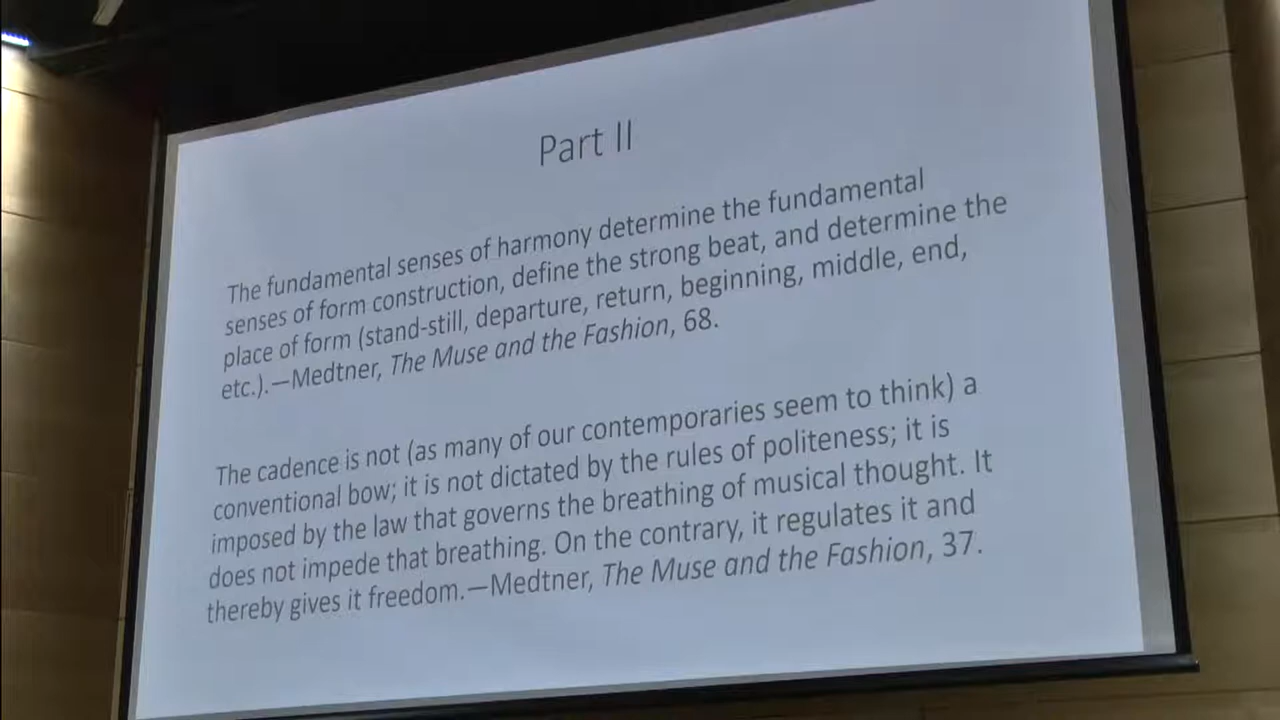 Part II
The fundamental senses of harmony determine the fundamental
senses of form construction, define the strong beat, and determine the
place of form (stand-still, departure, return, beginning, middle, end,
etc.).—Medtner, The Muse and the Fashion, 68.
The cadence is not (as many of our contemporaries seem to think) a
conventional bow; it is not dictated by the rules of politeness; it is
imposed by the law that governs the breathing of musical thought. It
does not impede that breathing. On the contrary, it regulates it and
thereby gives it freedom.—Medtner, The Muse and the Fashion, 37.